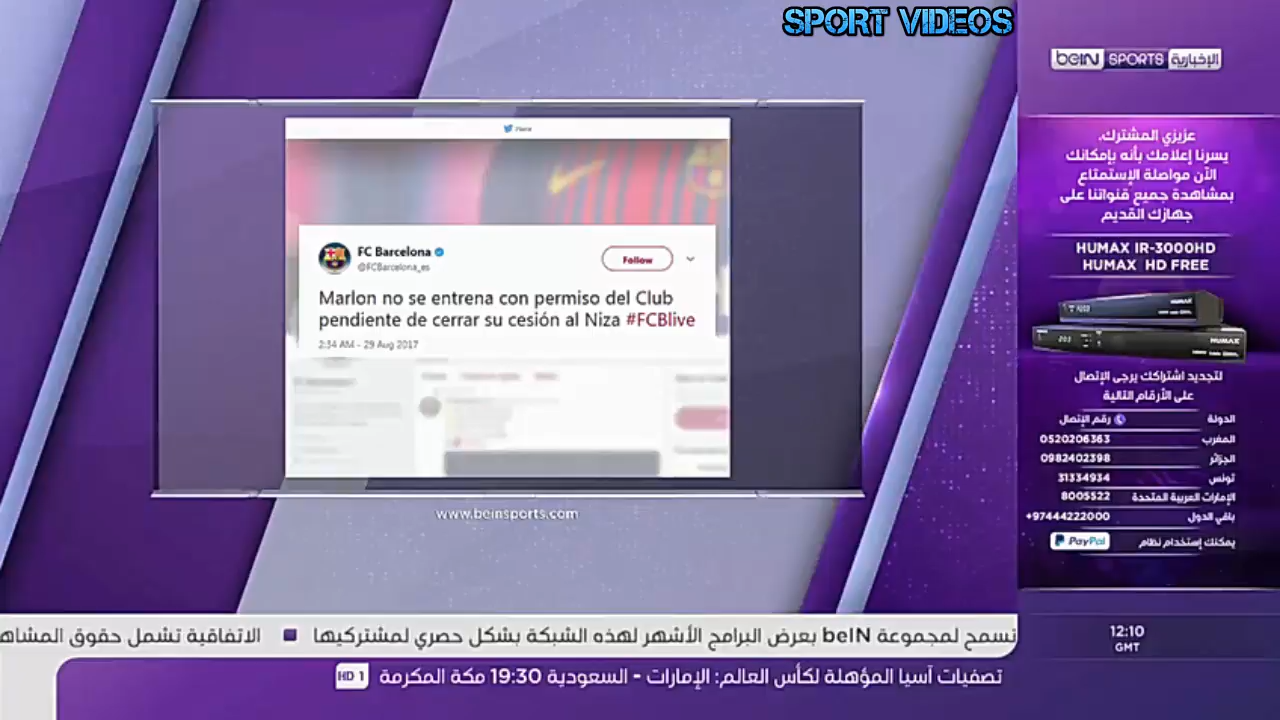 SPORT VIDEOS
beIN SPORTS الإخبارية
FC Barcelona
@FCBarcelona_es
Follow
Marlon no se entrena con permiso del Club
pendiente de cerrar su cesión al Niza #FCBlive
2:34 AM - 29 Aug 2017
www.beinsports.com
عزيزي المشترك.
يسرنا إعلامك بأنه بإمكانك
الآن مواصلة الإستمتاع
بمشاهدة جميع قنواتنا على
جهازك القديم
HUMAX IR-3000HD
HUMAX HD FREE
HUMAX
HUMAX
لتجديد اشتراكك يرجى الإتصال
على الأرقام التالية
الدولة رقم الإتصال
المغرب 0520206363
الجزائر 0982402398
تونس 31334934
الإمارات العربية المتحدة 8005522
باقي الدول +97444222000
يمكنك إستخدام نظام PayPal
تسمح لمجموعة beIN بعرض البرامج الأشهر لهذه الشبكة بشكل حصري لمشتركيها ■ الاتفاقية تشمل حقوق المشاه
12:10
GMT
تصفيات آسيا المؤهلة لكأس العالم: الإمارات - السعودية 19:30 مكة المكرمة HD 1